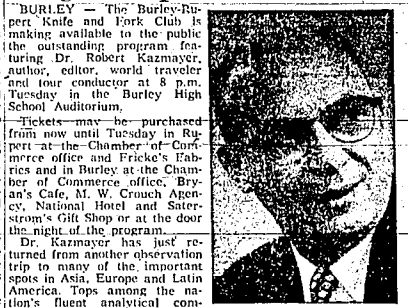 BURLEY — The Burley-Ru-
pert Knife and Fork Club is
making available to the public
the outstanding program fea-
turing Dr. Robert Kazmayer,
author, editor, world traveler
and tour conductor at 8 p.m.
Tuesday in the Burley High
School Auditorium.
Tickets may be purchased
from now until Tuesday in Ru-
pert at the Chamber of Com-
merce office and Fricke's Fab-
rics and in Burley at the Cham-
ber of Commerce office, Bry-
an's Cafe, M. W. Crouch Agen-
cy, National Hotel and Sater-
strom's Gift Shop or at the door
the night of the program.
Dr. Kazmayer has just re-
turned from another observation
trip to many of the important
spots in Asia, Europe and Latin
America. Tops among the na-
tion's fluent analytical com-